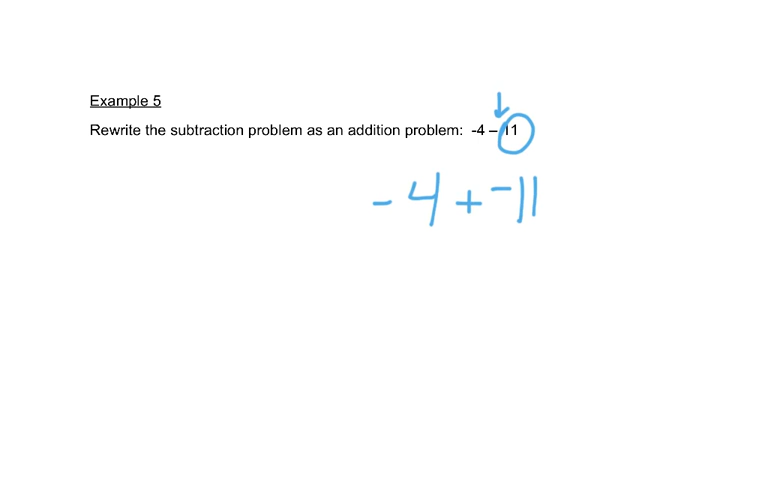 Example 5
Rewrite the subtraction problem as an addition problem: -4 – 11
-4 + -11